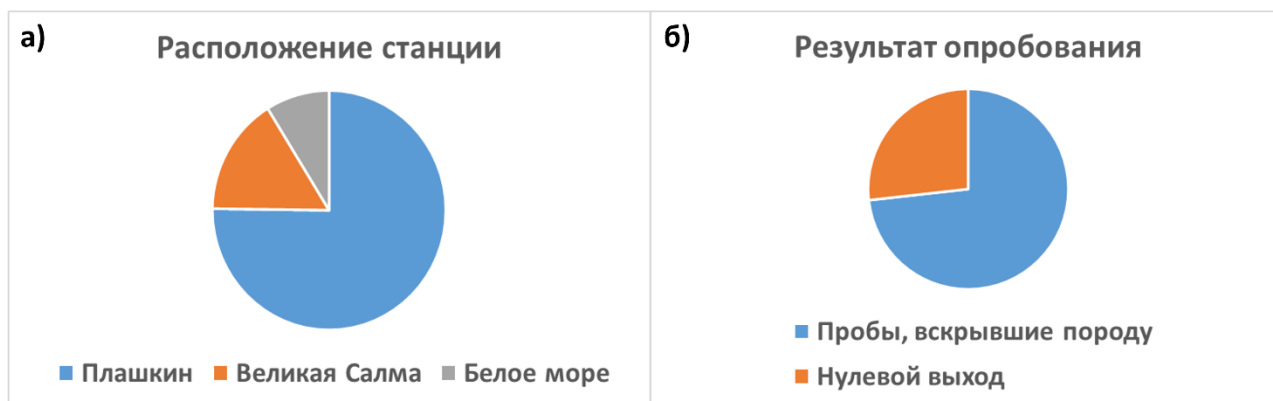 а)
Расположение станции
Плашкин Великая Салма Белое море
б)
Результат опробования
Пробы, вскрывшие породу
Нулевой выход